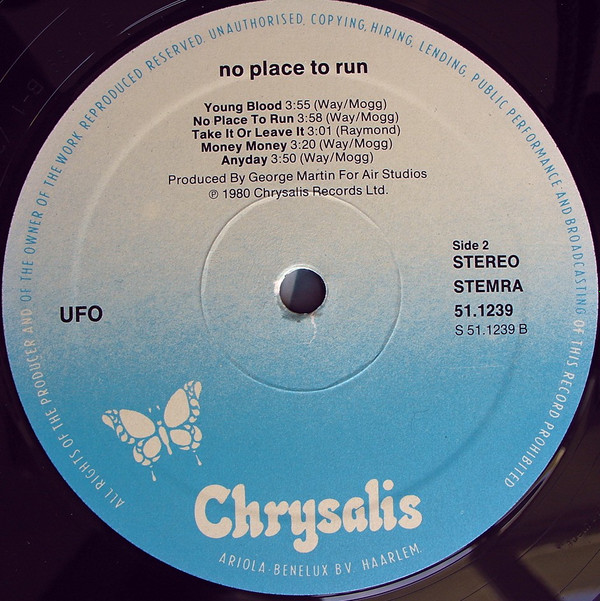 ALL RIGHTS OF THE PRODUCER AND OF THE OWNER OF THE WORK REPRODUCED RESERVED. UNAUTHORISED, COPYING, HIRING, LENDING, PUBLIC PERFORMANCE AND BROADCASTING OF THIS RECORD PROHIBITED
no place to run
Young Blood 3:55 (Way/Mogg)
No Place To Run 3:58 (Way/Mogg)
Take It Or Leave It 3:01 (Raymond)
Money Money 3:20 (Way/Mogg)
Anyday 3:50 (Way/Mogg)
Produced By George Martin For Air Studios
℗ 1980 Chrysalis Records Ltd.
Side 2
STEREO
STEMRA
51.1239
S 51.1239 B
UFO
Chrysalis
ARIOLA-BENELUX B.V. HAARLEM.